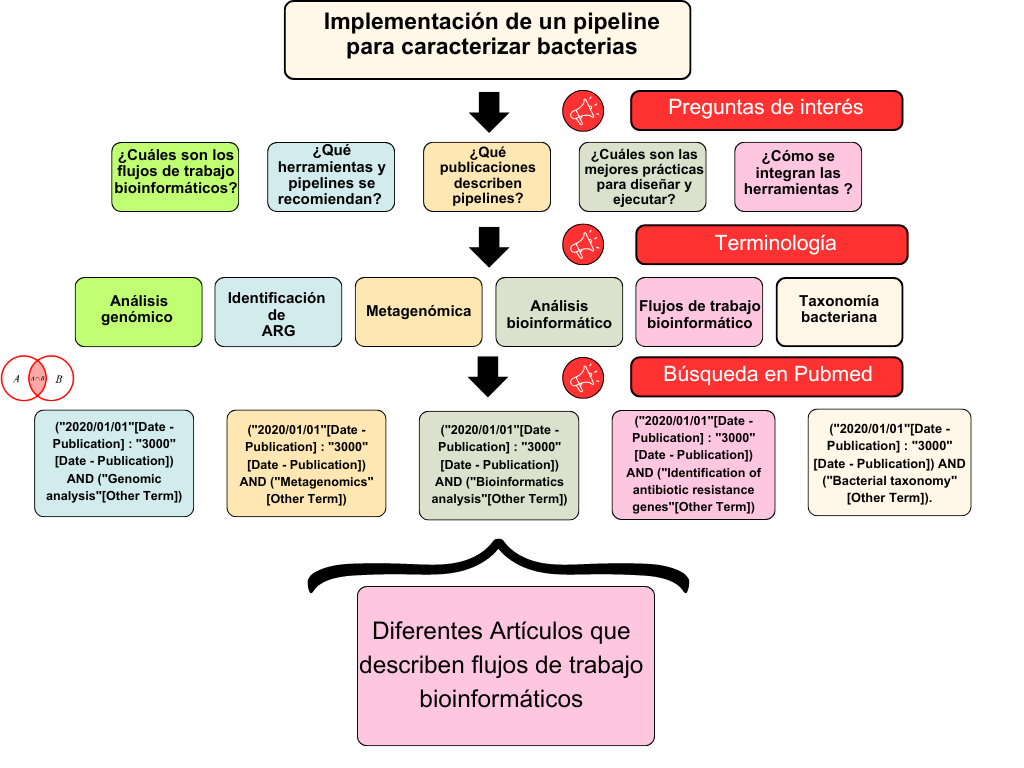 Implementación de un pipeline
para caracterizar bacterias
Preguntas de interés
¿Cuáles son los
flujos de trabajo
bioinformáticos?
¿Qué
herramientas y
pipelines se
recomiendan?
¿Qué
publicaciones
describen
pipelines?
¿Cuáles son las
mejores prácticas
para diseñar y
ejecutar?
¿Cómo se
integran las
herramientas ?
Terminología
Análisis
genómico
Identificación
de
ARG
Metagenómica
Análisis
bioinformático
Flujos de trabajo
bioinformático
Taxonomía
bacteriana
Búsqueda en Pubmed
A
A∩B
B
("2020/01/01"[Date -
Publication] : "3000"
[Date - Publication])
AND ("Genomic
analysis"[Other Term])
("2020/01/01"[Date -
Publication] : "3000"
[Date - Publication])
AND ("Metagenomics"
[Other Term])
("2020/01/01"[Date -
Publication] : "3000"
[Date - Publication])
AND ("Bioinformatics
analysis"[Other Term])
("2020/01/01"[Date -
Publication] : "3000"
[Date - Publication])
AND ("Identification of
antibiotic resistance
genes"[Other Term])
("2020/01/01"[Date -
Publication] : "3000"
[Date - Publication]) AND
("Bacterial taxonomy"
[Other Term]).
Diferentes Artículos que
describen flujos de trabajo
bioinformáticos